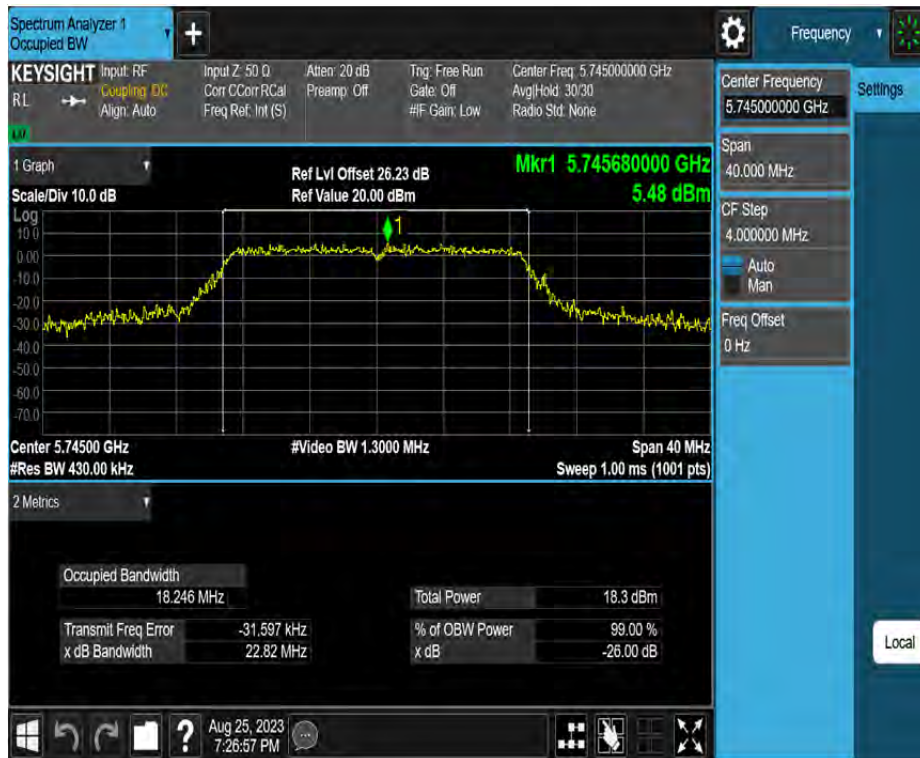 Spectrum Analyzer 1
Occupied BW
+
Frequency
KEYSIGHT
RL
Input: RF
Coupling: DC
Align: Auto
Input Z: 50 Ω
Corr CCorr RCal
Freq Ref: Int (S)
Atten: 20 dB
Preamp: Off
Trig: Free Run
Gate: Off
#IF Gain: Low
Center Freq: 5.745000000 GHz
Avg|Hold: 30/30
Radio Std: None
Center Frequency
5.745000000 GHz
Settings
Span
40.000 MHz
CF Step
4.000000 MHz
Auto
Man
Freq Offset
0 Hz
1 Graph
Scale/Div 10.0 dB
Ref Lvl Offset 26.23 dB
Ref Value 20.00 dBm
Mkr1 5.745680000 GHz
5.48 dBm
Log
10.0
0.00
-10.0
-20.0
-30.0
-40.0
-50.0
-60.0
-70.0
1
Center 5.74500 GHz
#Res BW 430.00 kHz
#Video BW 1.3000 MHz
Span 40 MHz
Sweep 1.00 ms (1001 pts)
2 Metrics
Occupied Bandwidth
18.246 MHz
Transmit Freq Error -31.597 kHz
x dB Bandwidth 22.82 MHz
Total Power 18.3 dBm
% of OBW Power 99.00 %
x dB -26.00 dB
Local
?
Aug 25, 2023
7:26:57 PM